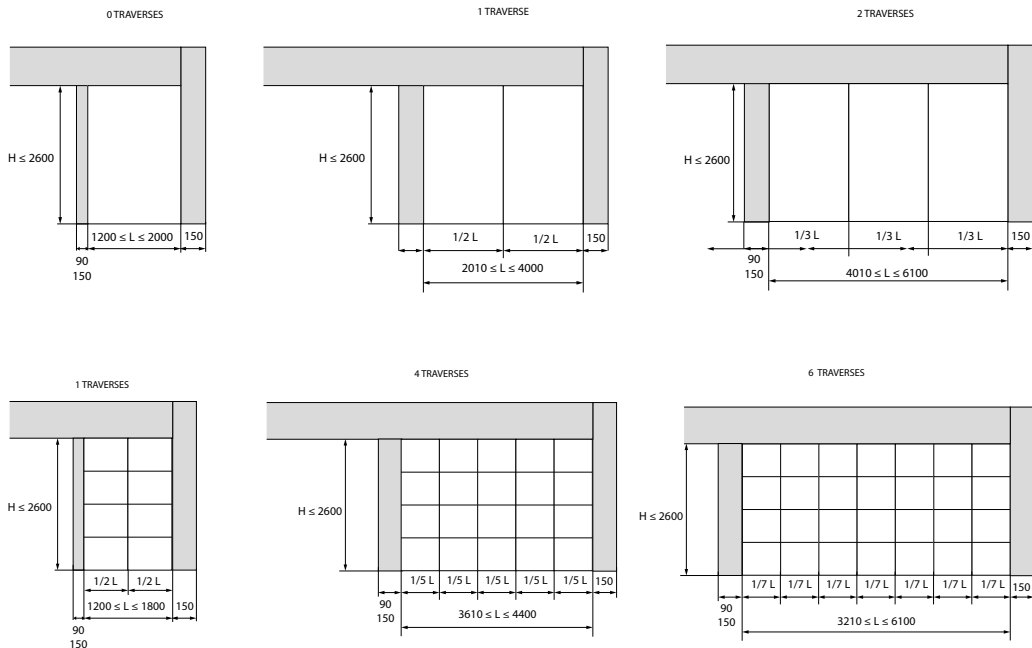 0 TRAVERSES
H ≤ 2600
1200 ≤ L ≤ 2000
150
90
150
1 TRAVERSE
H ≤ 2600
1/2 L
1/2 L
150
2010 ≤ L ≤ 4000
2 TRAVERSES
H ≤ 2600
1/3 L
1/3 L
1/3 L
150
90
150
4010 ≤ L ≤ 6100
1 TRAVERSES
H ≤ 2600
1/2 L
1/2 L
1200 ≤ L ≤ 1800
150
90
150
4 TRAVERSES
H ≤ 2600
1/5 L
1/5 L
1/5 L
1/5 L
1/5 L
150
90
150
3610 ≤ L ≤ 4400
6 TRAVERSES
H ≤ 2600
1/7 L
1/7 L
1/7 L
1/7 L
1/7 L
1/7 L
1/7 L
150
90
150
3210 ≤ L ≤ 6100